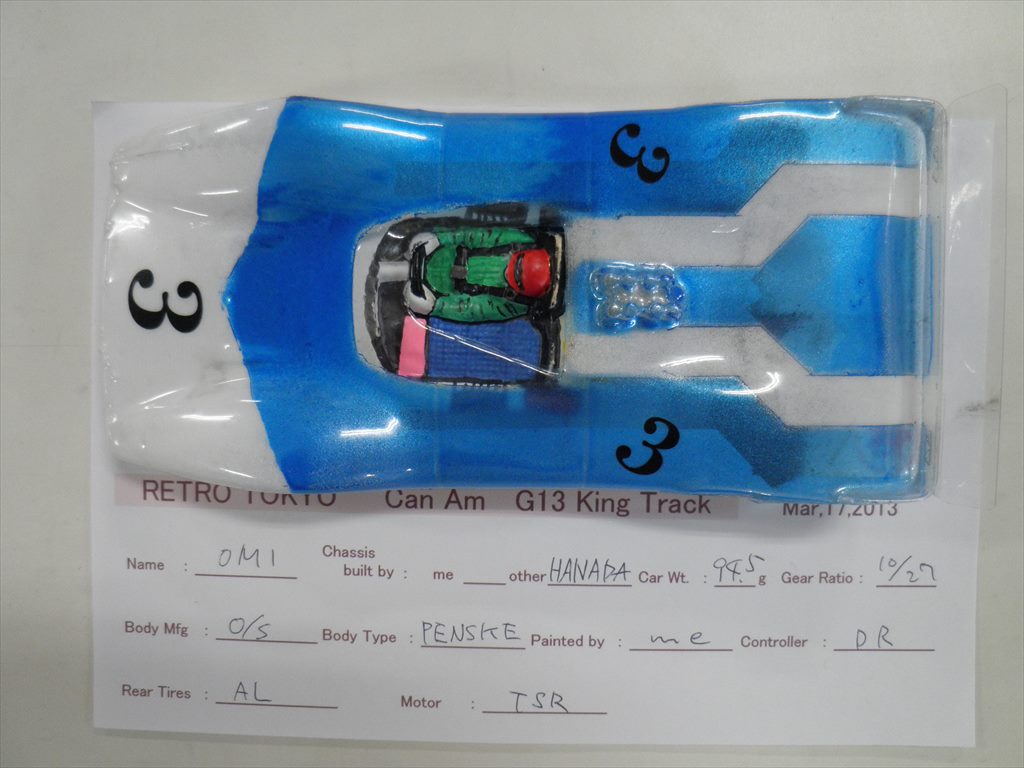 3
3
3
RETRO TOKYO Can Am G13 King Track Mar,17,2013
Name : OMI Chassis built by : me ____ other HANADA Car Wt. : 94.5 g Gear Ratio : 10/27
Body Mfg : O/S Body Type : PENSKE Painted by : me Controller : DR
Rear Tires : AL Motor : TSR